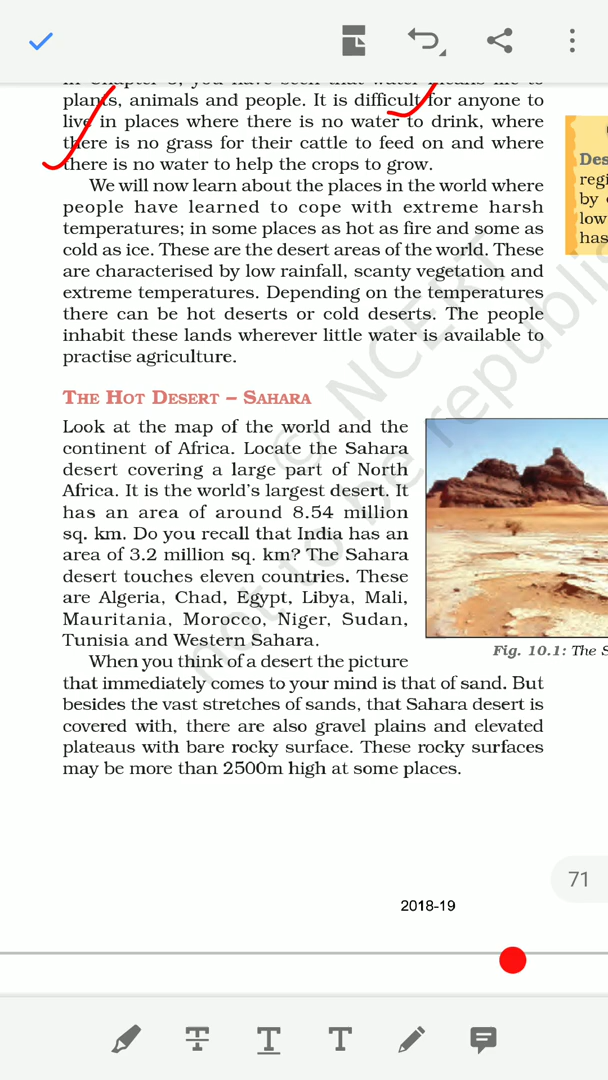 plants, animals and people. It is difficult for anyone to
live in places where there is no water to drink, where
there is no grass for their cattle to feed on and where
there is no water to help the crops to grow.
We will now learn about the places in the world where
people have learned to cope with extreme harsh
temperatures; in some places as hot as fire and some as
cold as ice. These are the desert areas of the world. These
are characterised by low rainfall, scanty vegetation and
extreme temperatures. Depending on the temperatures
there can be hot deserts or cold deserts. The people
inhabit these lands wherever little water is available to
practise agriculture.
Des
regi
by
low
has
THE HOT DESERT – SAHARA
Look at the map of the world and the
continent of Africa. Locate the Sahara
desert covering a large part of North
Africa. It is the world's largest desert. It
has an area of around 8.54 million
sq. km. Do you recall that India has an
area of 3.2 million sq. km? The Sahara
desert touches eleven countries. These
are Algeria, Chad, Egypt, Libya, Mali,
Mauritania, Morocco, Niger, Sudan,
Tunisia and Western Sahara.
Fig. 10.1: The S
When you think of a desert the picture
that immediately comes to your mind is that of sand. But
besides the vast stretches of sands, that Sahara desert is
covered with, there are also gravel plains and elevated
plateaus with bare rocky surface. These rocky surfaces
may be more than 2500m high at some places.
71
2018-19
© NCERT
not to be republis